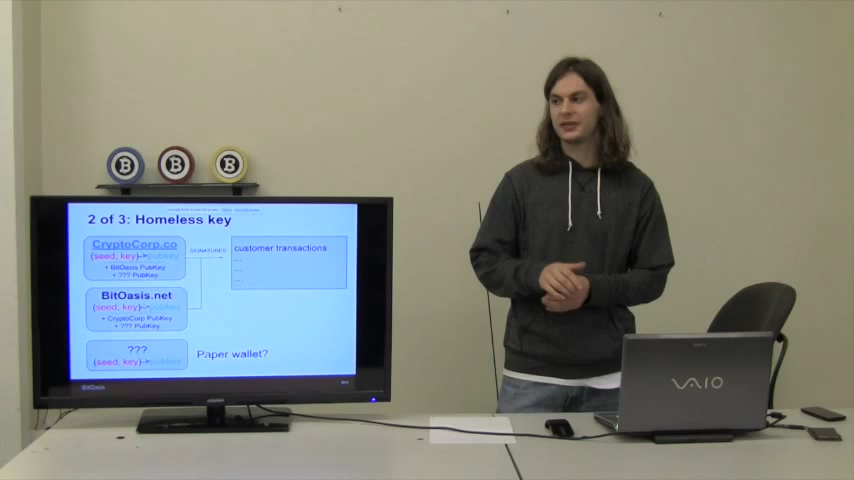 2 of 3: Homeless key
CryptoCorp.co
(seed, key)->pubkey
+ BitOasis PubKey
+ ??? PubKey
SIGNATURES
customer transactions
...
...
...
BitOasis.net
(seed, key)->pubkey
+ CryptoCorp PubKey
+ ??? PubKey
???
(seed, key)->pubkey
Paper wallet?
BitOasis
VAIO